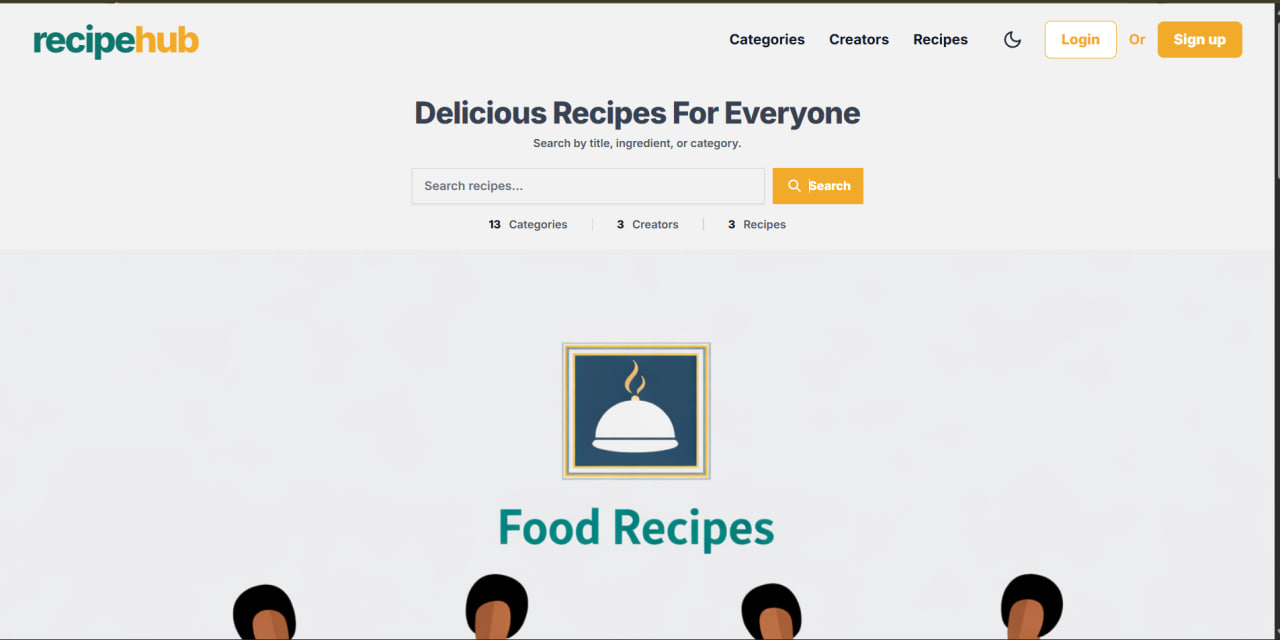 recipehub
Categories Creators Recipes Login Or Sign up
Delicious Recipes For Everyone
Search by title, ingredient, or category.
Search recipes... Search
13 Categories 3 Creators 3 Recipes
Food Recipes